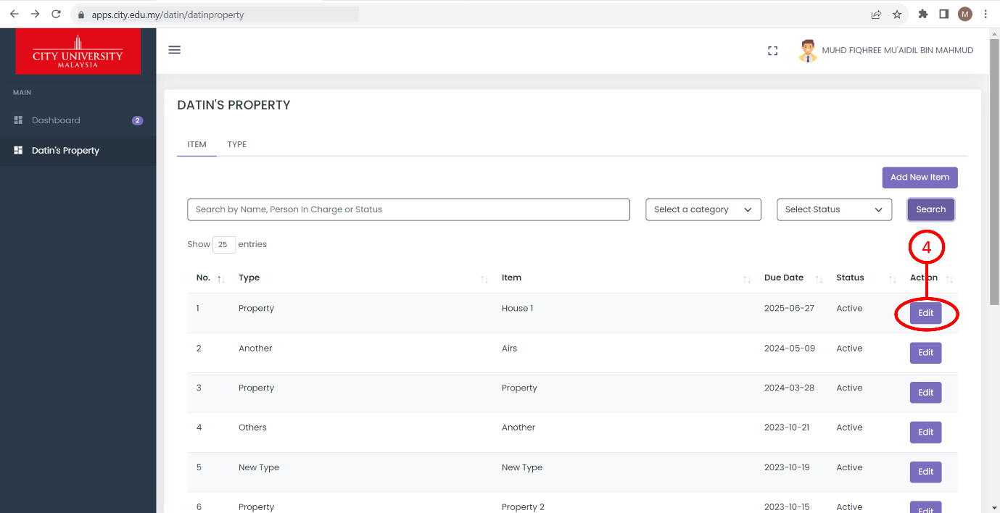 apps.city.edu.my/datin/datinproperty
M
CITY UNIVERSITY
MALAYSIA
MUHD FIQHREE MU'AIDIL BIN MAHMUD
MAIN
Dashboard 2
Datin's Property
DATIN'S PROPERTY
ITEM TYPE
Add New Item
Search by Name, Person In Charge or Status Select a category Select Status Search
Show 25 entries
4
No. Type Item Due Date Status Action
1 Property House 1 2025-06-27 Active Edit
2 Another Airs 2024-05-09 Active Edit
3 Property Property 2024-03-28 Active Edit
4 Others Another 2023-10-21 Active Edit
5 New Type New Type 2023-10-19 Active Edit
6 Property Property 2 2023-10-15 Active Edit